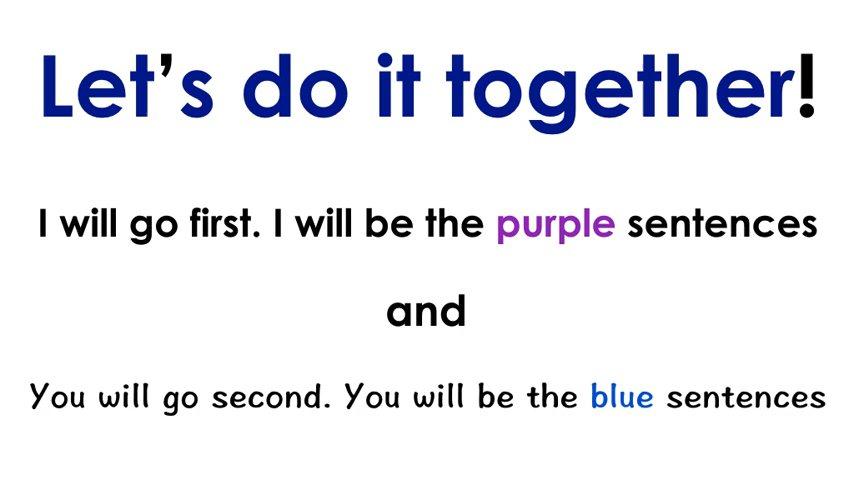 Let’s do it together!
I will go first. I will be the purple sentences
and
You will go second. You will be the blue sentences